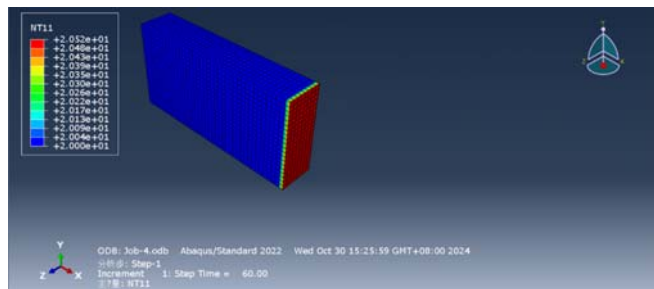 NT11
+2.052e+01
+2.048e+01
+2.043e+01
+2.039e+01
+2.035e+01
+2.030e+01
+2.026e+01
+2.022e+01
+2.017e+01
+2.013e+01
+2.009e+01
+2.004e+01
+2.000e+01
Y
Z X
Y
Z X
ODB: Job-4.odb Abaqus/Standard 2022 Wed Oct 30 15:25:59 GMT+08:00 2024
分析步: Step-1
Increment 1: Step Time = 60.00
主?量: NT11